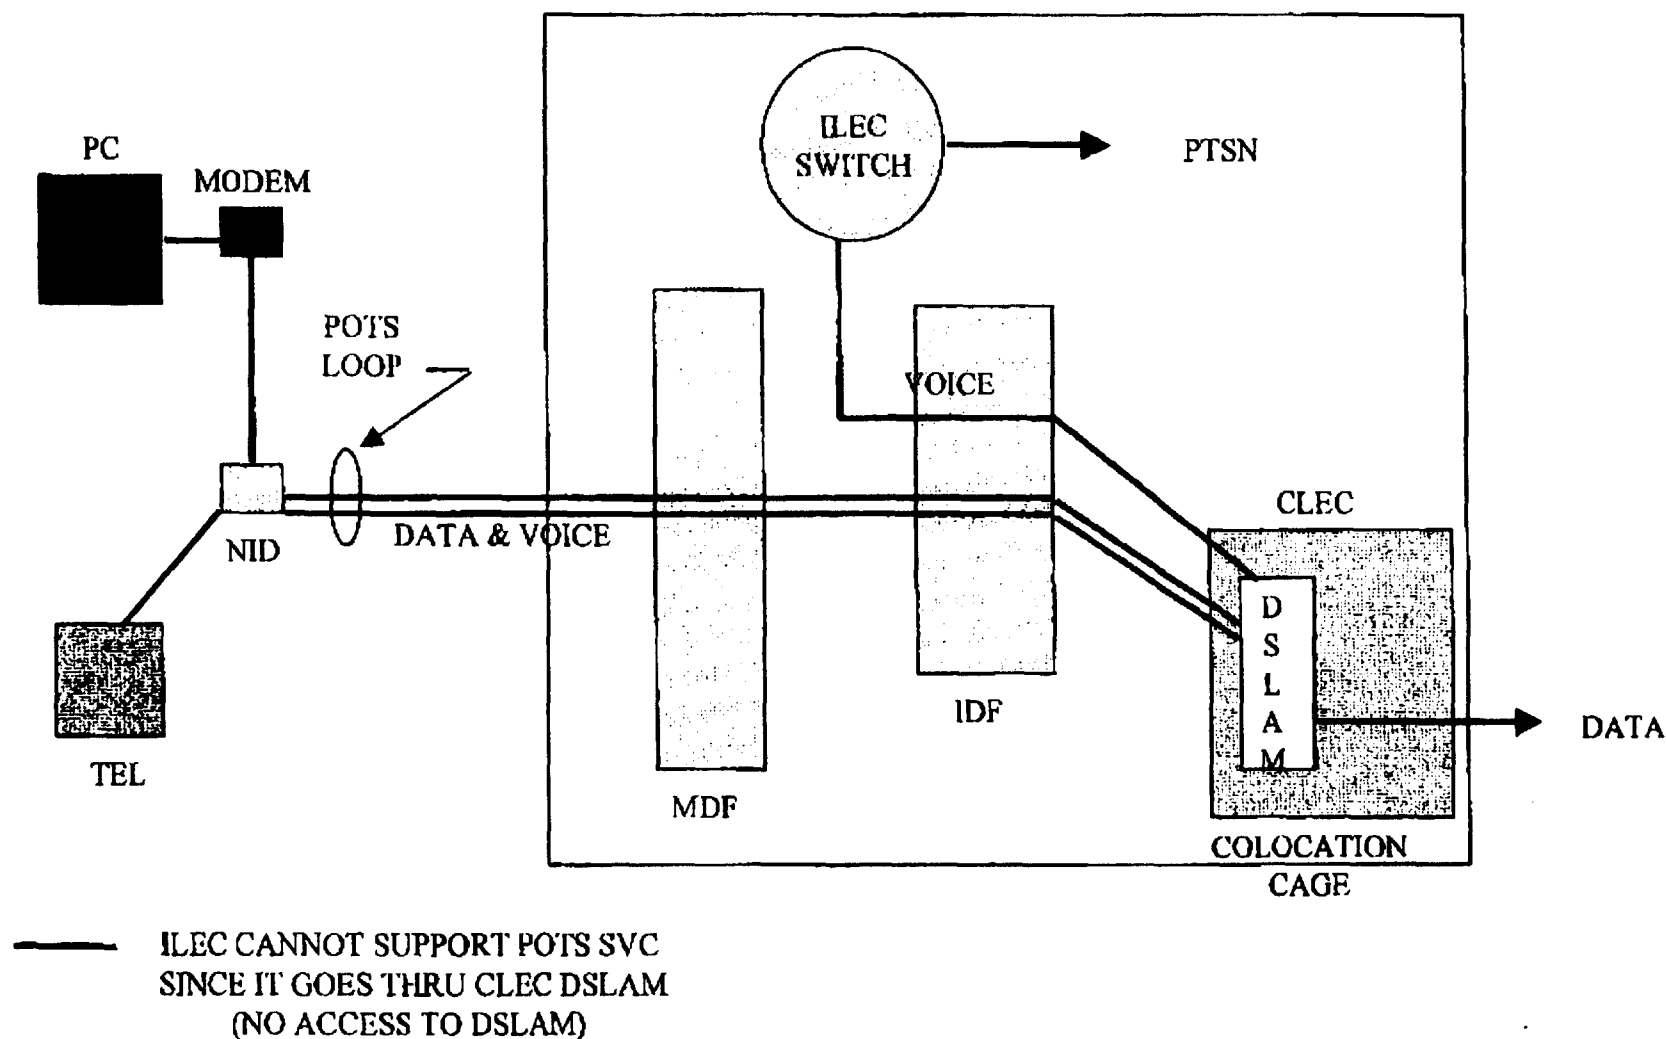 ILEC
SWITCH
PTSN
PC
MODEM
POTS
LOOP
VOICE
CLEC
DATA & VOICE
NID
DSLAM
IDF
DATA
TEL
MDF
COLOCATION
CAGE
ILEC CANNOT SUPPORT POTS SVC
SINCE IT GOES THRU CLEC DSLAM
(NO ACCESS TO DSLAM)